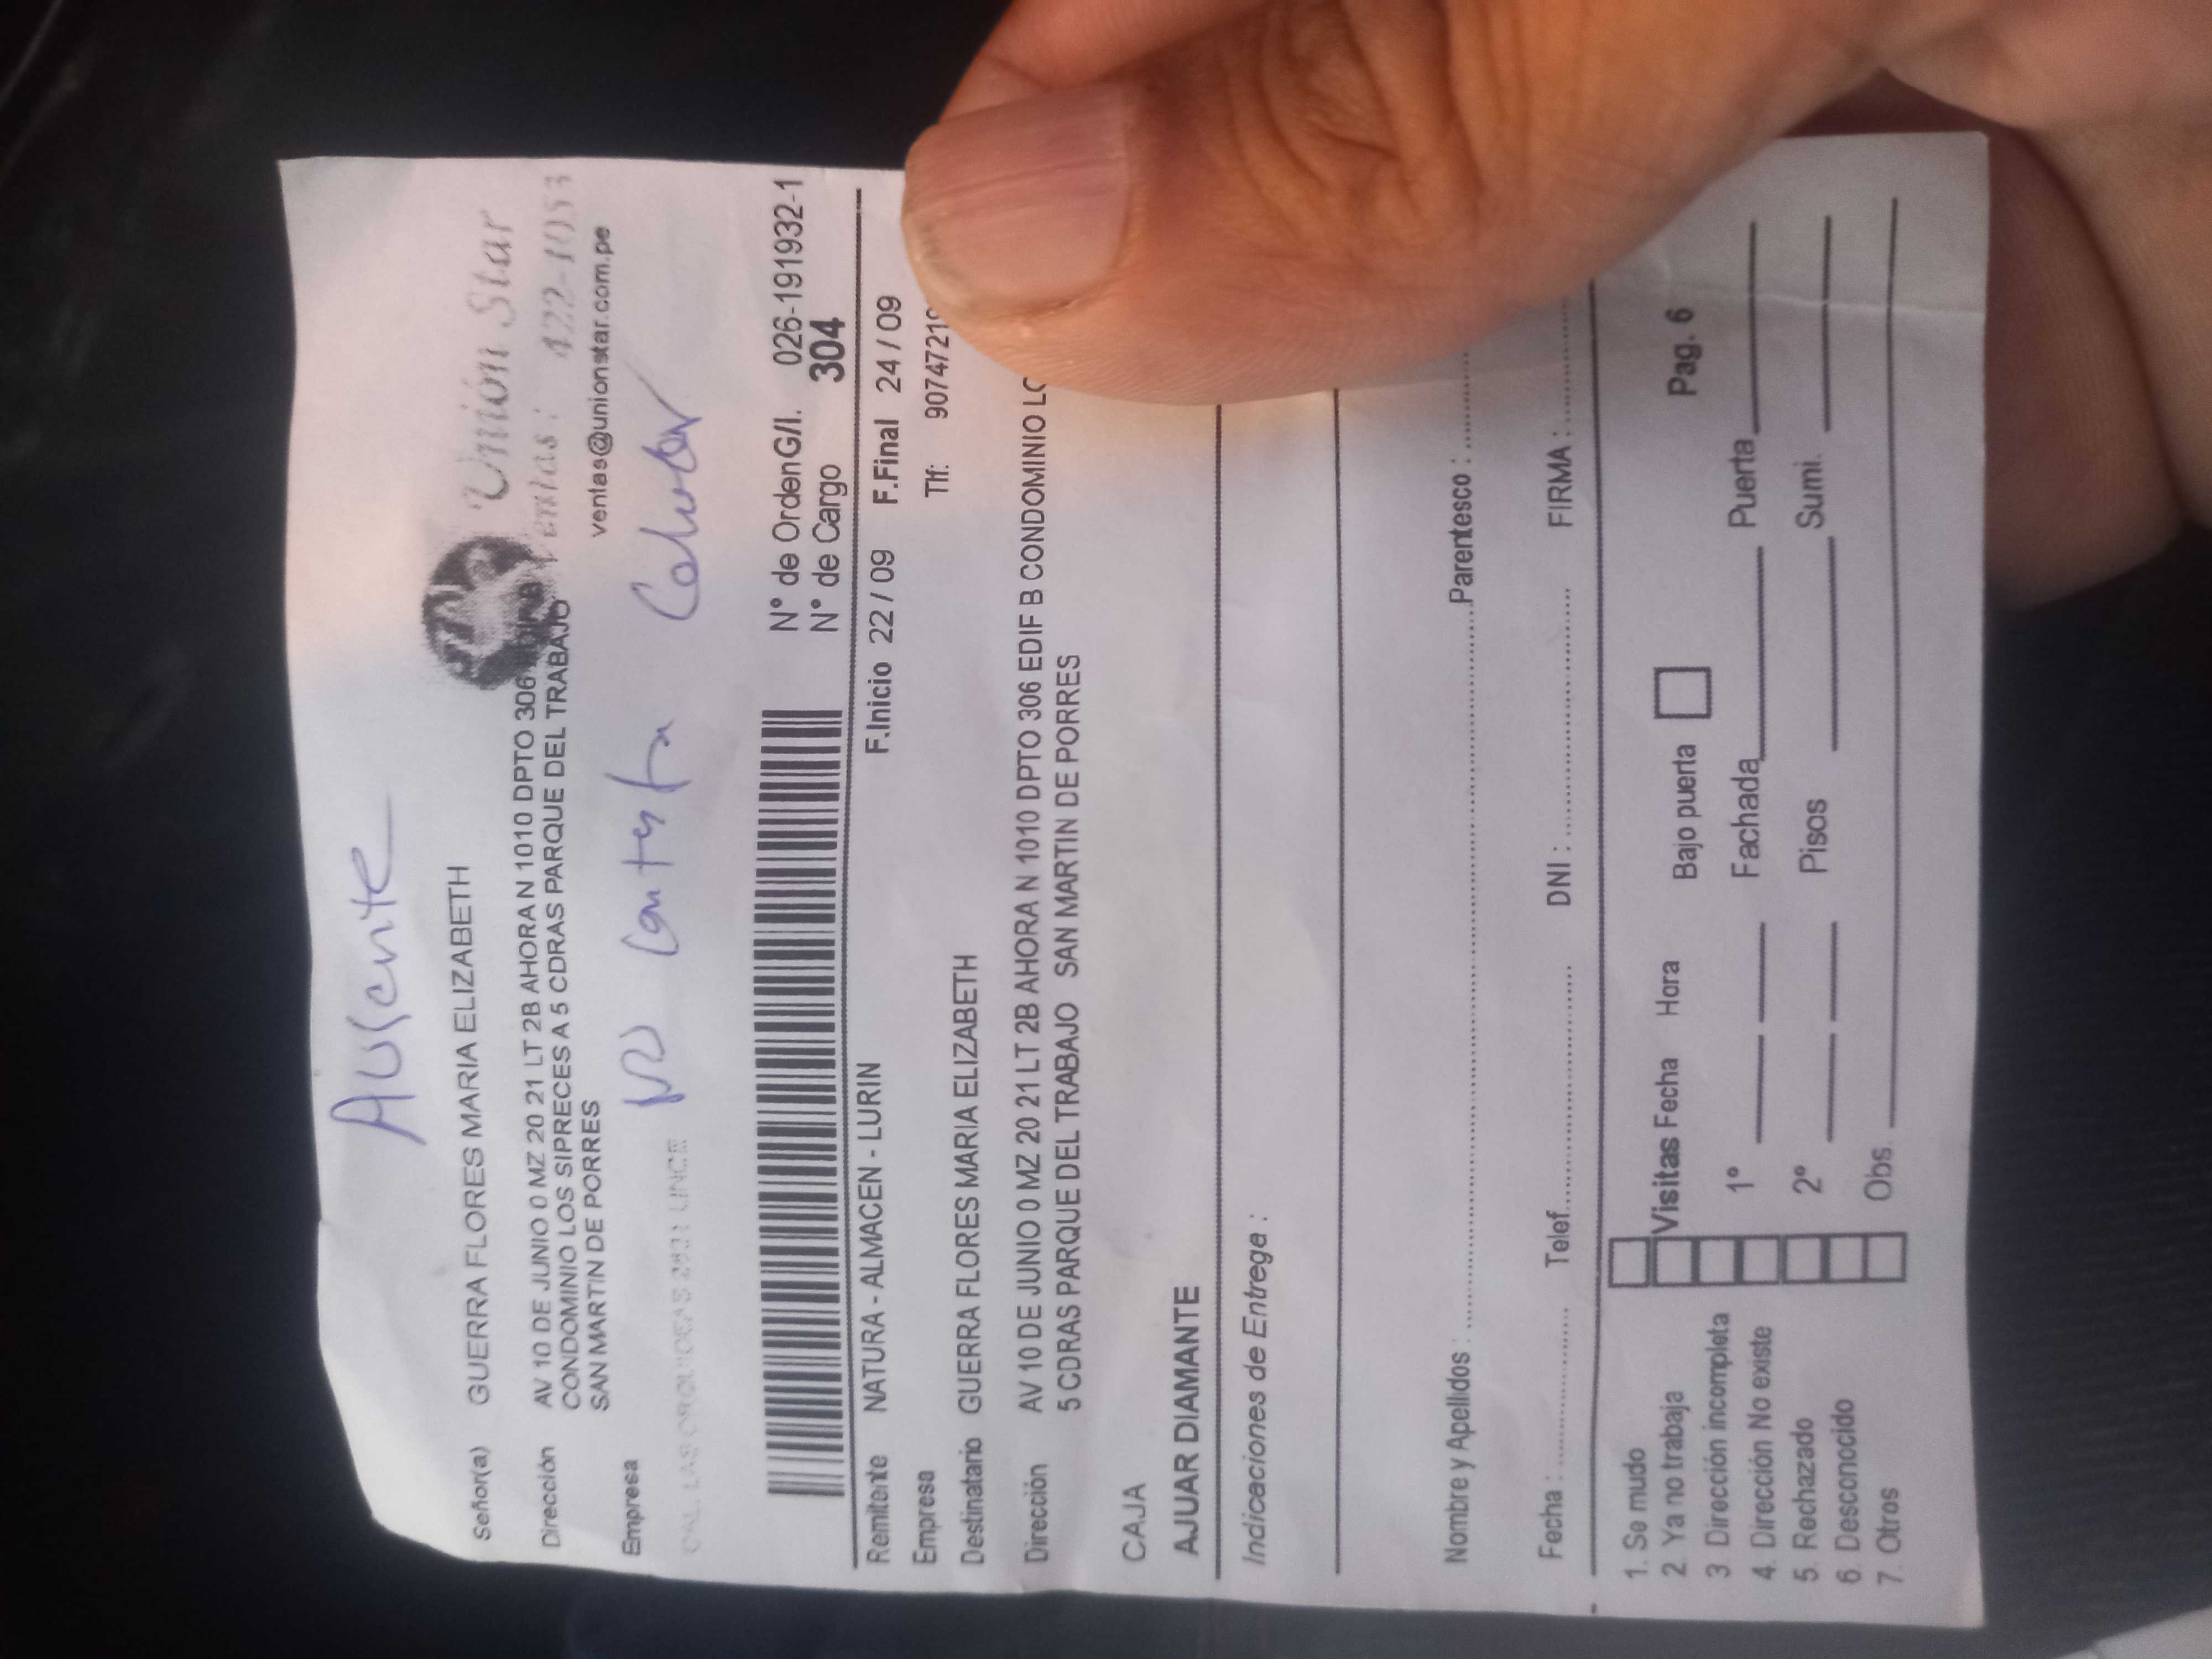 Ausente
Unión Star
Ventas: 422-1053
ventas@unionstar.com.pe
Señor(a) GUERRA FLORES MARIA ELIZABETH
Dirección AV 10 DE JUNIO 0 MZ 20 21 LT 2B AHORA N 1010 DPTO 306
CONDOMINIO LOS SIPRECES A 5 CDRAS PARQUE DEL TRABAJO
SAN MARTIN DE PORRES
Empresa No Contesta Celular
N° de OrdenG/I. 026-191932-1
N° de Cargo 304
Remitente NATURA - ALMACEN - LURIN F.Inicio 22 / 09 F.Final 24 / 09
Empresa Tlf: 9074721
Destinatario GUERRA FLORES MARIA ELIZABETH
Dirección AV 10 DE JUNIO 0 MZ 20 21 LT 2B AHORA N 1010 DPTO 306 EDIF B CONDOMINIO LO
5 CDRAS PARQUE DEL TRABAJO SAN MARTIN DE PORRES
CAJA
AJUAR DIAMANTE
Indicaciones de Entrege :
Nombre y Apellidos : Parentesco :
Fecha : Telef. DNI : FIRMA :
1. Se mudo
2 Ya no trabaja Visitas Fecha Hora Bajo puerta Pag. 6
3 Dirección incompleta 1° Fachada Puerta
4. Dirección No existe
5. Rechazado 2° Pisos Sumi.
6. Desconocido
7. Otros Obs.